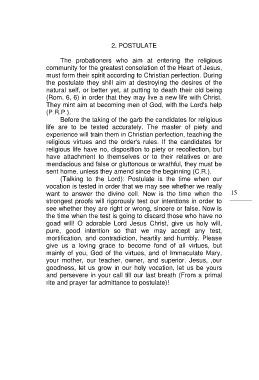 2. POSTULATE
The probationers who aim at entering the religious
community for the greatest consolation of the Heart of Jesus,
must form their spirit according to Christian perfection. During
the postulate they shill aim at destroying the desires of the
natural self, or better yet, at putting to death their old being
(Rom. 6, 6) in order that they may live a new life with Christ.
They mint aim at becoming men of God, with the Lord's help
(P.R.P.)
Before the taking of the garb the candidates for religious
life are to be tested accurately. The master of piety and
experience will train them in Christian perfection, teaching the
religious virtues and the order's rules. If the candidates for
religious life have no, disposition to piety or recollection, but
have attachment to themselves or to their relatives or are
mendacious and false or gluttonous or wrathful, they must be
sent home, unless they amend since the beginning (C.R.).
(Talking to the Lord): Postulate is the time when our
vocation is tested in order that we may see whether we really
want to answer the divine coll. Now is the time when the
strongest proofs will rigorously test our intentions in order to
see whether they are right or wrong, sincere or false. Now is
the time when the test is going to discard those who have no
goad will! O adorable Lord Jesus Christ, give us holy will,
pure, good intention so that we may accept any test,
mortification, and contradiction, heartily and humbly. Please
give us a loving grace to become fond of all virtues, but
mainly of you, God of the virtues, and of Immaculate Mary,
your mother, our teacher, owner, and superior. Jesus, ,our
goodness, let us grow in our holy vocation, let us be yours
and persevere in your call till our last breath (From a primal
rite and prayer far admittance to postulate)!
15